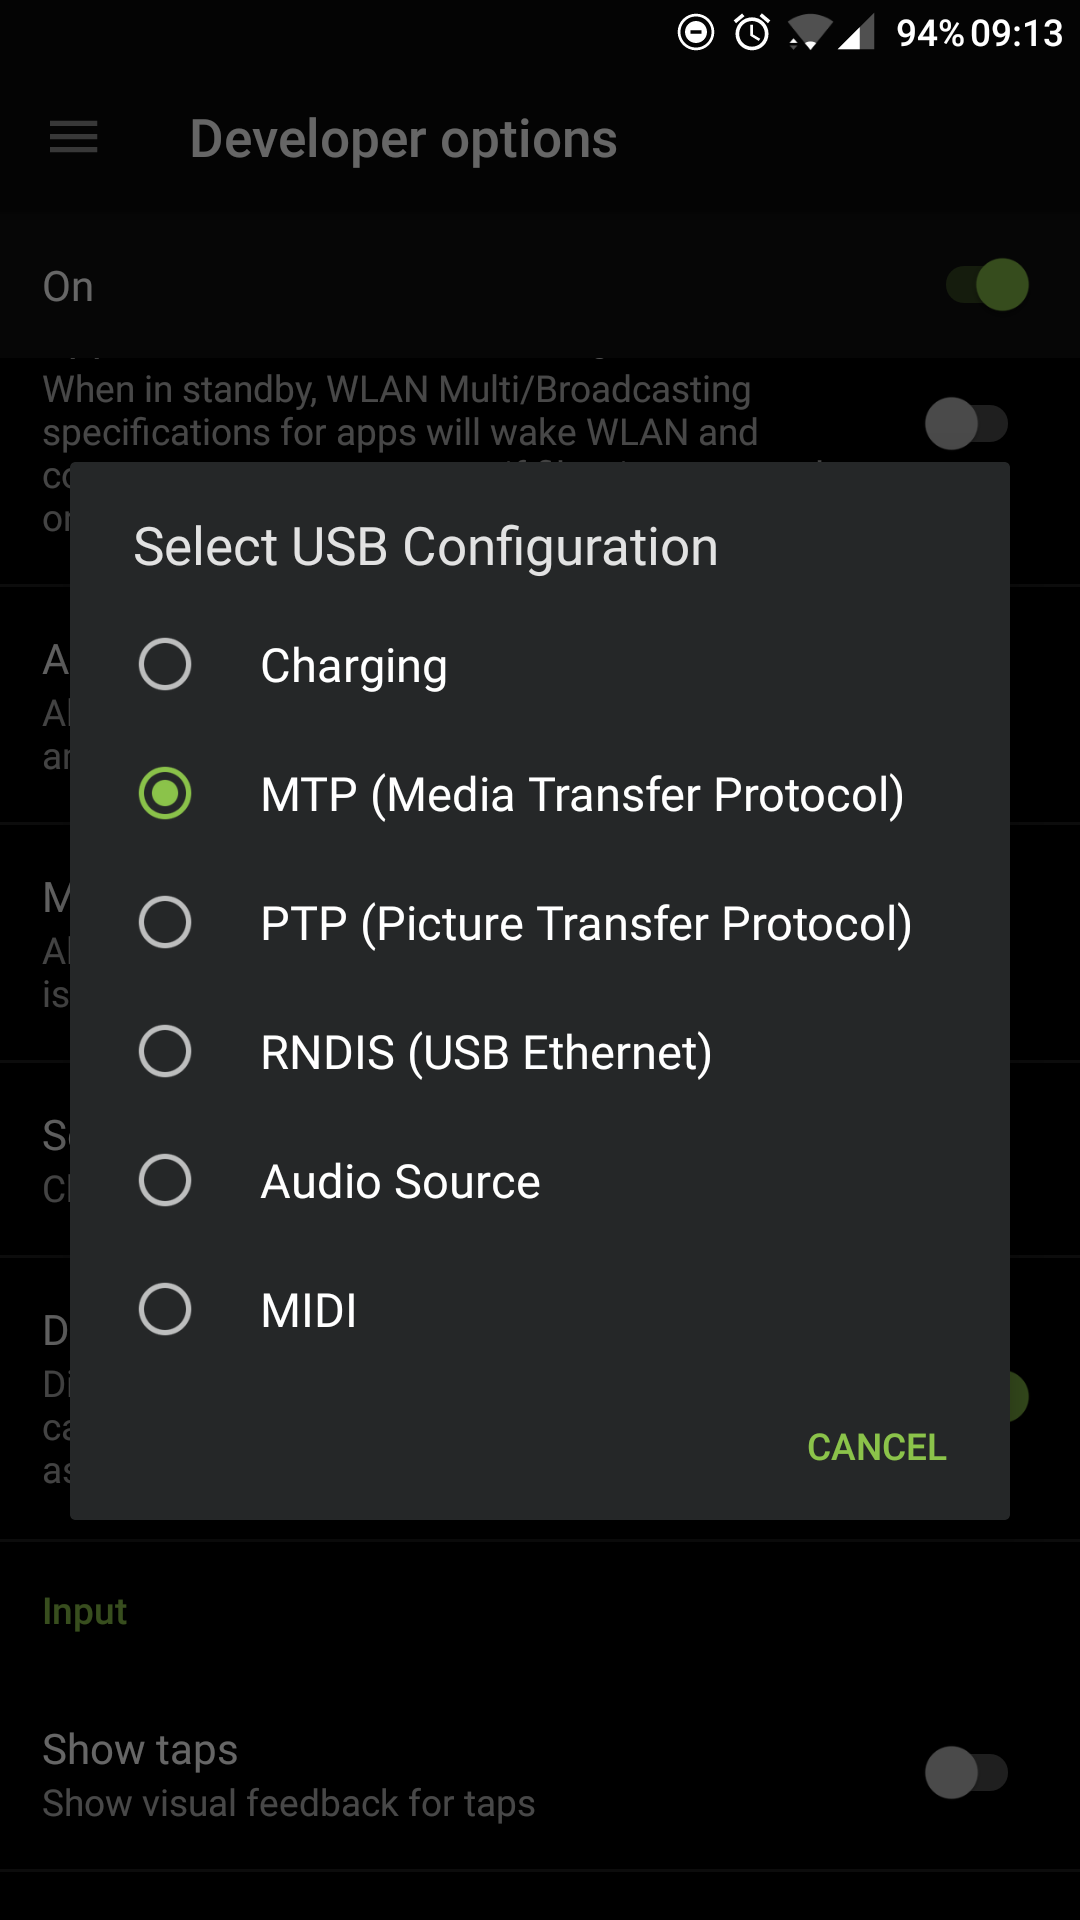 94% 09:13
Developer options
On
When in standby, WLAN Multi/Broadcasting
specifications for apps will wake WLAN and
Select USB Configuration
Charging
MTP (Media Transfer Protocol)
PTP (Picture Transfer Protocol)
RNDIS (USB Ethernet)
Audio Source
MIDI
CANCEL
Input
Show taps
Show visual feedback for taps